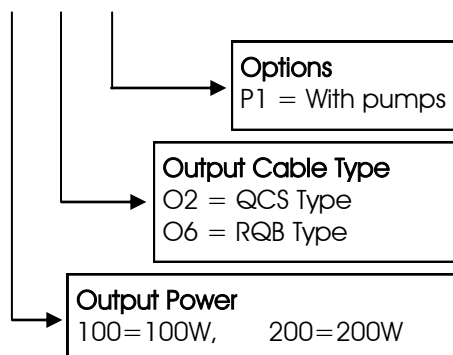 Options
P1 = With pumps
Output Cable Type
O2 = QCS Type
O6 = RQB Type
Output Power
100=100W, 200=200W